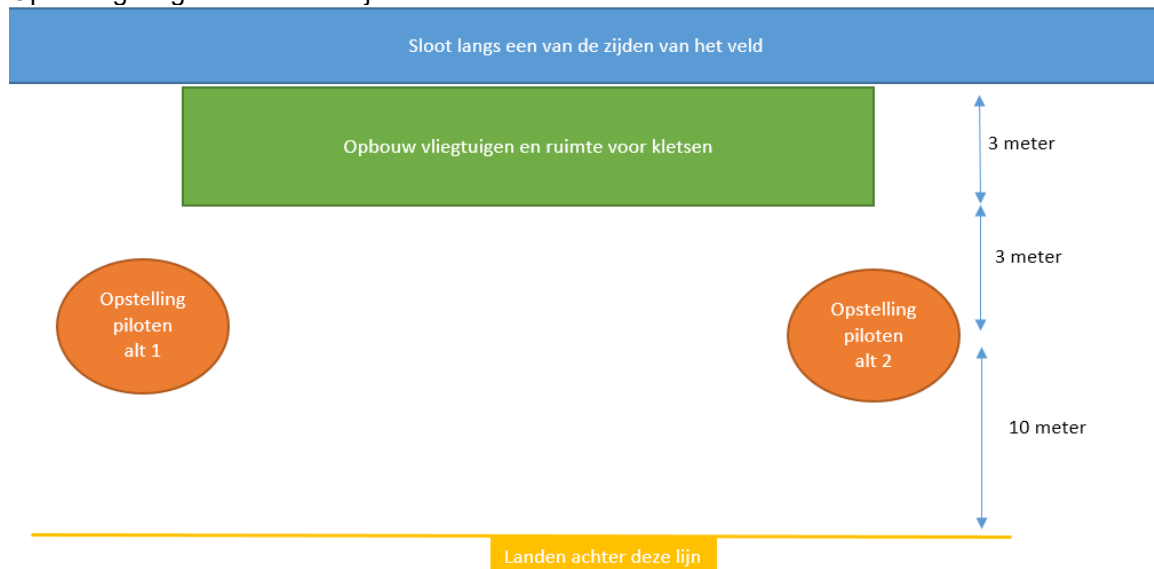 Sloot langs een van de zijden van het veld
Opbouw vliegtuigen en ruimte voor kletsen
3 meter
3 meter
Opstelling
piloten
alt 1
Opstelling
piloten
alt 2
10 meter
Landen achter deze lijn